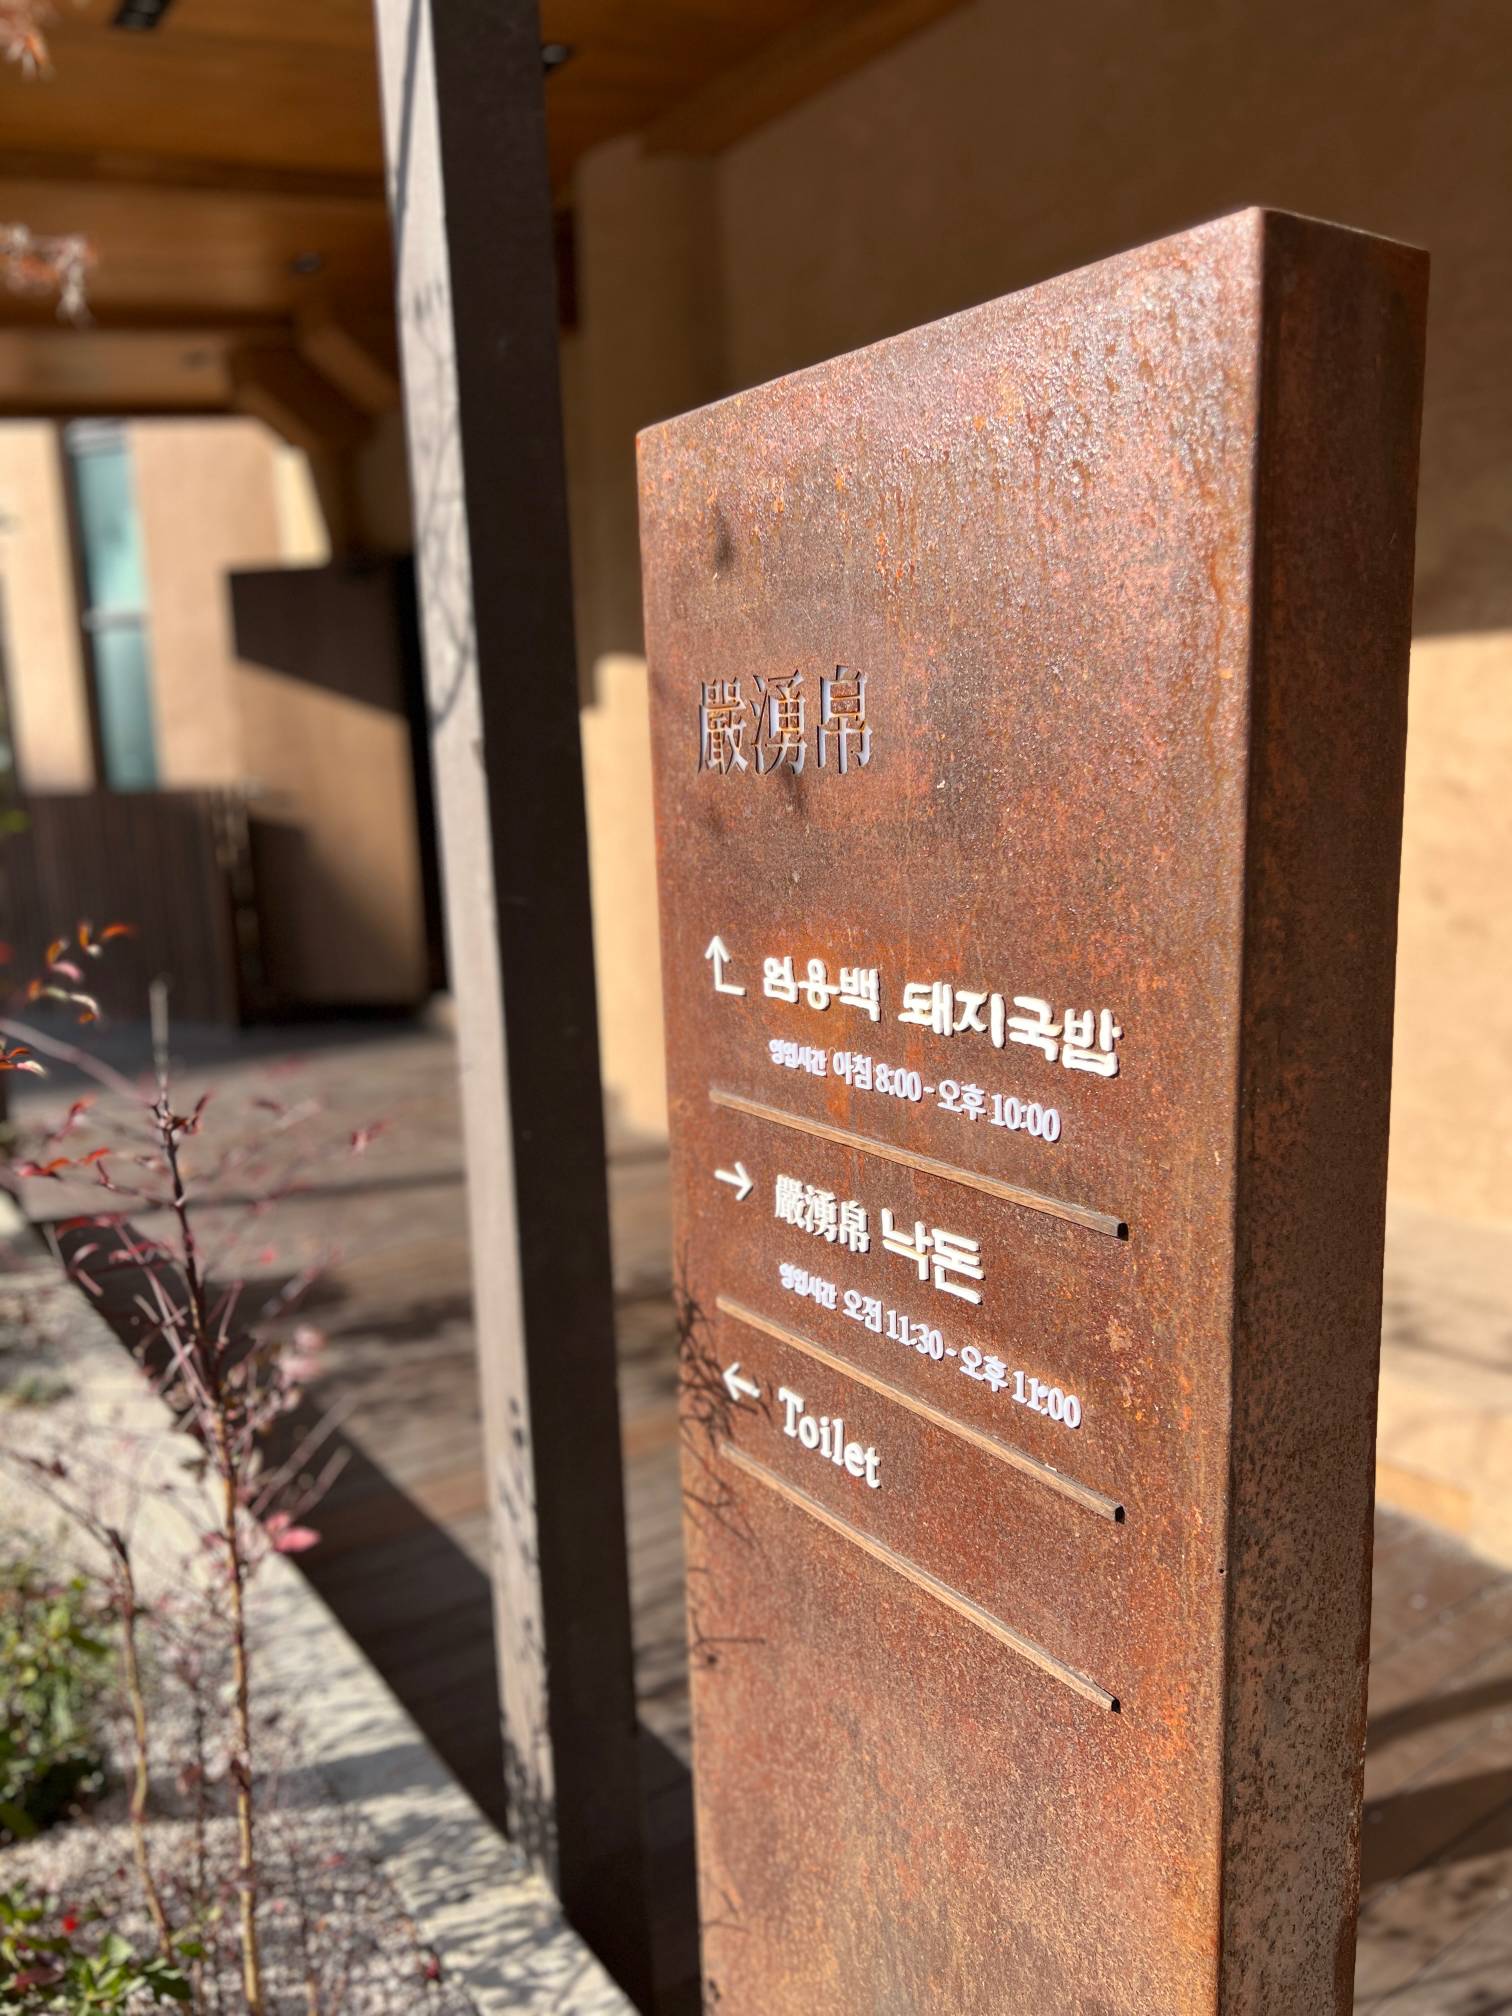 嚴湧帛
↰ 엄용백 돼지국밥
영업시간 아침 8:00 - 오후 10:00
→ 嚴湧帛 낙돈
영업시간 오전 11:30 - 오후 11:00
← Toilet